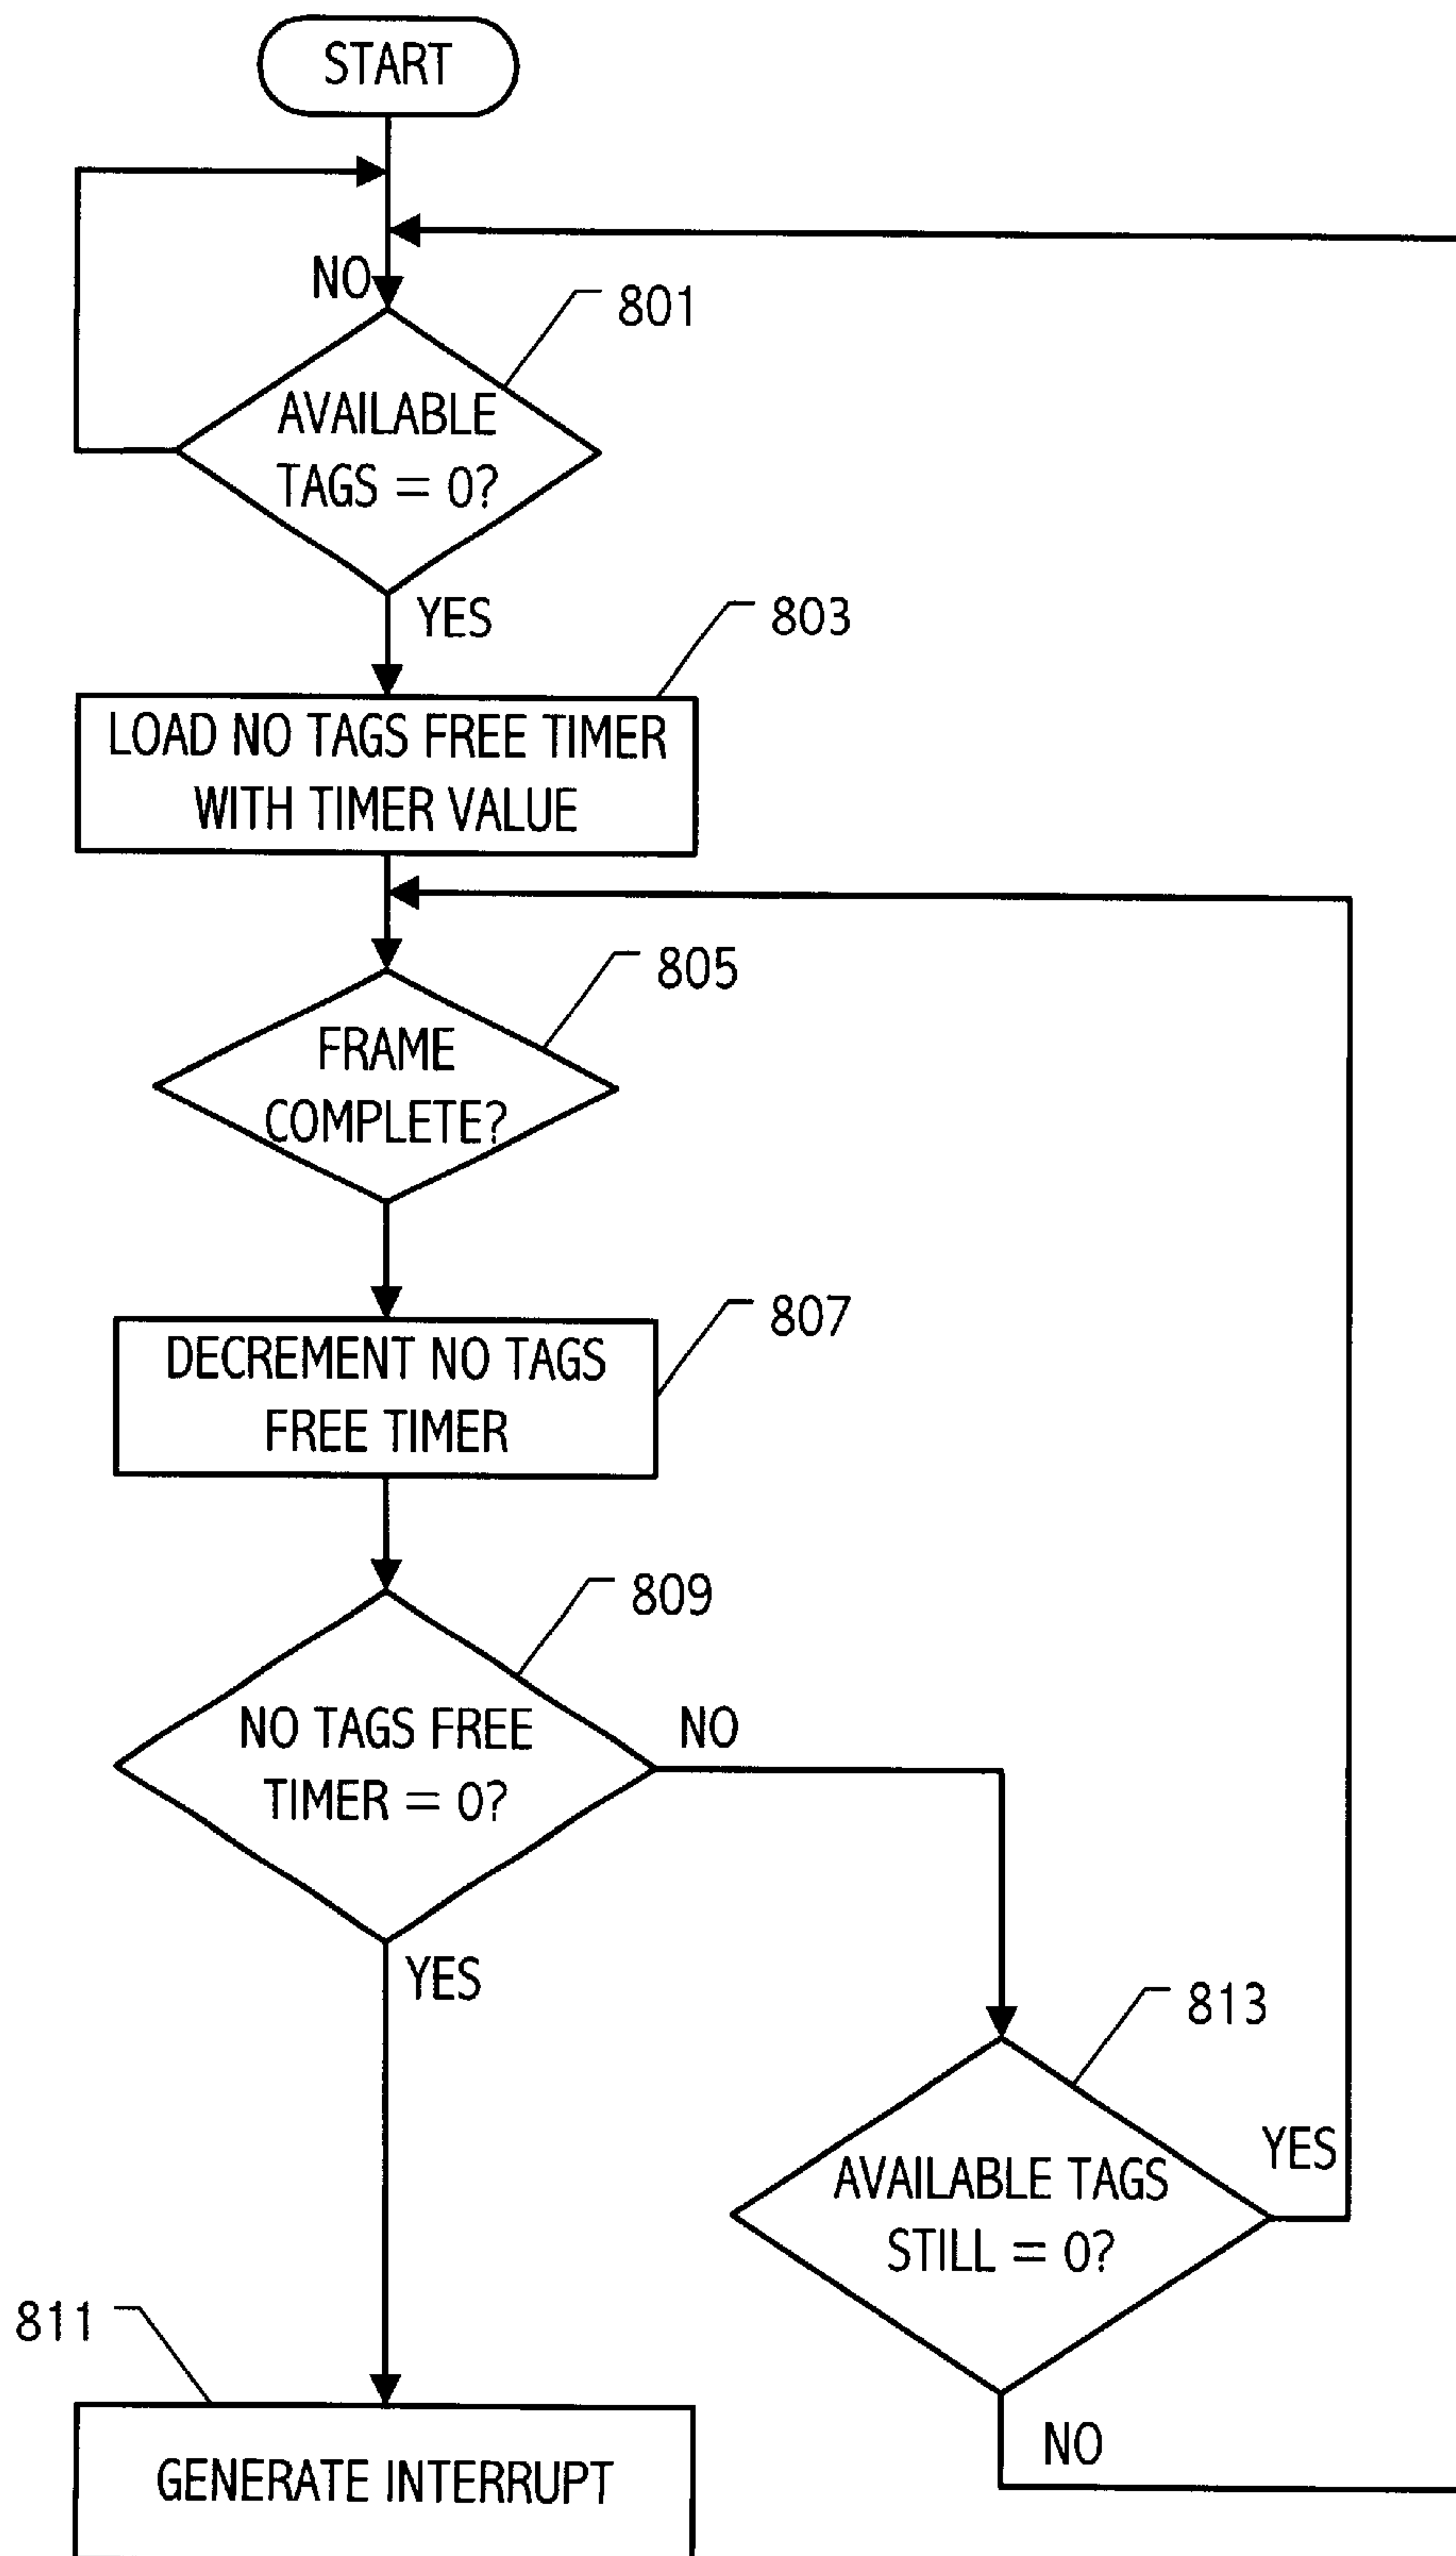 START
NO
801
AVAILABLE
TAGS = 0?
YES
803
LOAD NO TAGS FREE TIMER
WITH TIMER VALUE
805
FRAME
COMPLETE?
807
DECREMENT NO TAGS
FREE TIMER
809
NO TAGS FREE
TIMER = 0?
NO
YES
813
YES
AVAILABLE TAGS
STILL = 0?
811
NO
GENERATE INTERRUPT